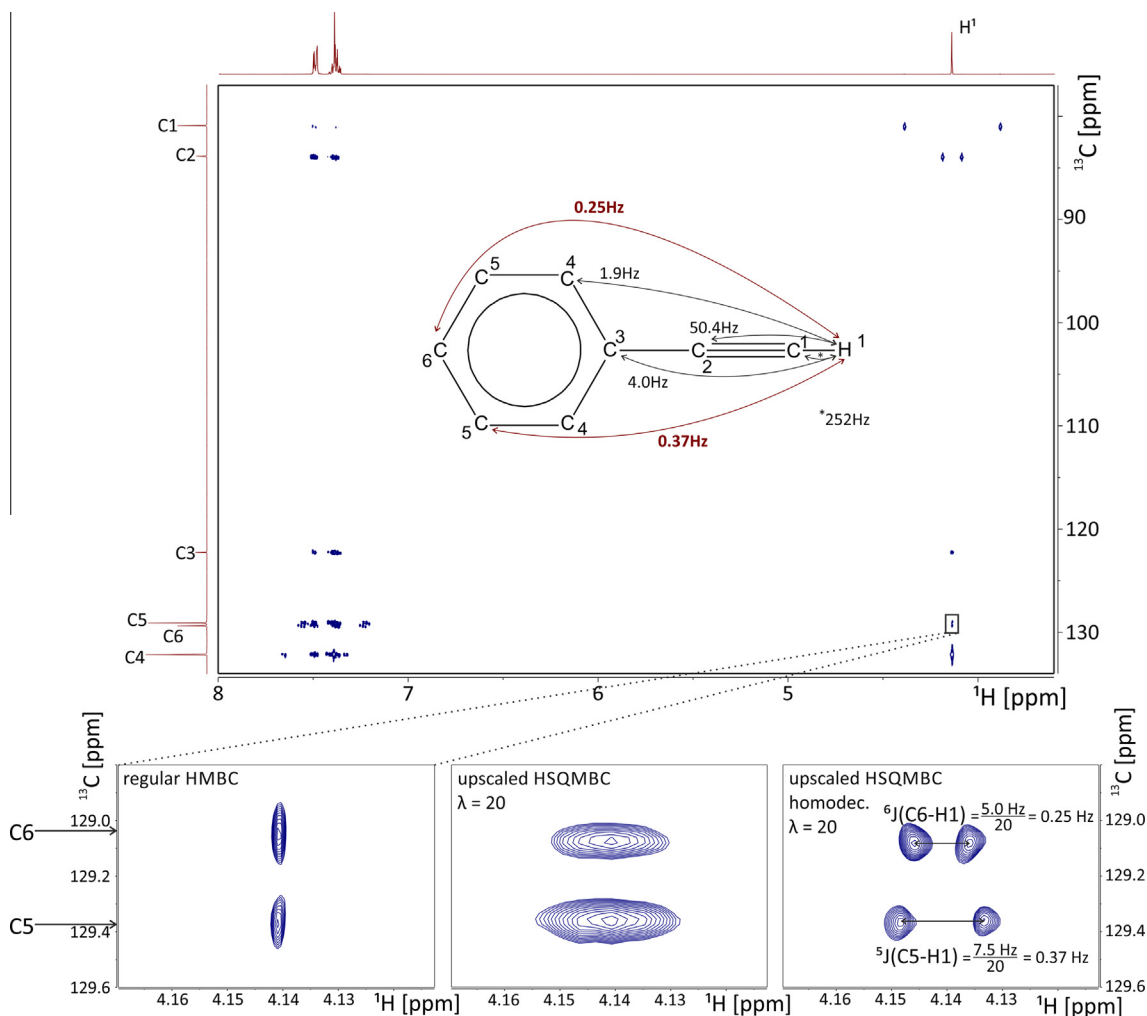 H¹
C1
C2
C3
C5
C6
C4
¹³C [ppm]
90
100
110
120
130
8
7
6
5
1
¹H [ppm]
0.25Hz
5
4
1.9Hz
50.4Hz
6
C
C
C
C
C
C
C
C
H
3
2
1
1
*
4.0Hz
5
4
*252Hz
0.37Hz
¹³C [ppm]
C6
C5
129.0
129.2
129.4
129.6
regular HMBC
4.16
4.15
4.14
4.13
¹H [ppm]
upscaled HSQMBC
λ = 20
4.16
4.15
4.14
4.13
¹H [ppm]
upscaled HSQMBC
homodec.
λ = 20
⁶J(C6-H1) = 5.0 Hz / 20 = 0.25 Hz
⁵J(C5-H1) = 7.5 Hz / 20 = 0.37 Hz
4.16
4.15
4.14
4.13
¹H [ppm]
¹³C [ppm]
129.0
129.2
129.4
129.6